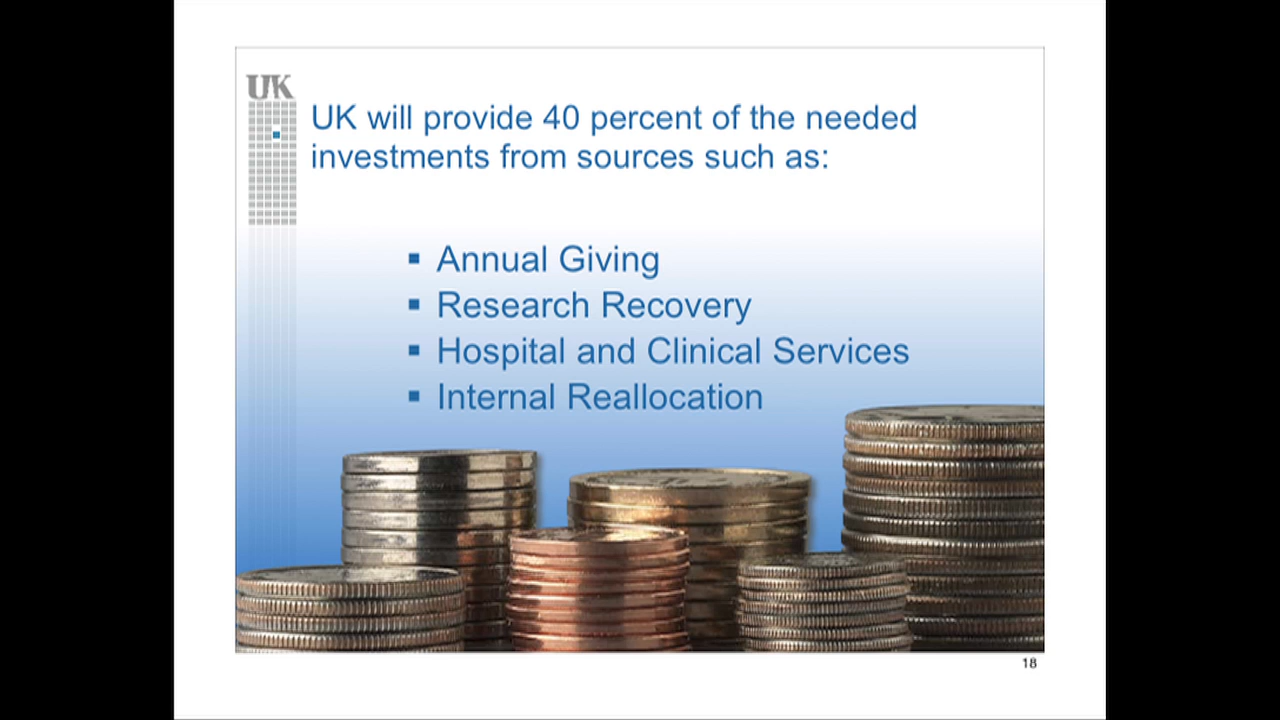 UK
UK will provide 40 percent of the needed
investments from sources such as:
▪ Annual Giving
▪ Research Recovery
▪ Hospital and Clinical Services
▪ Internal Reallocation
18